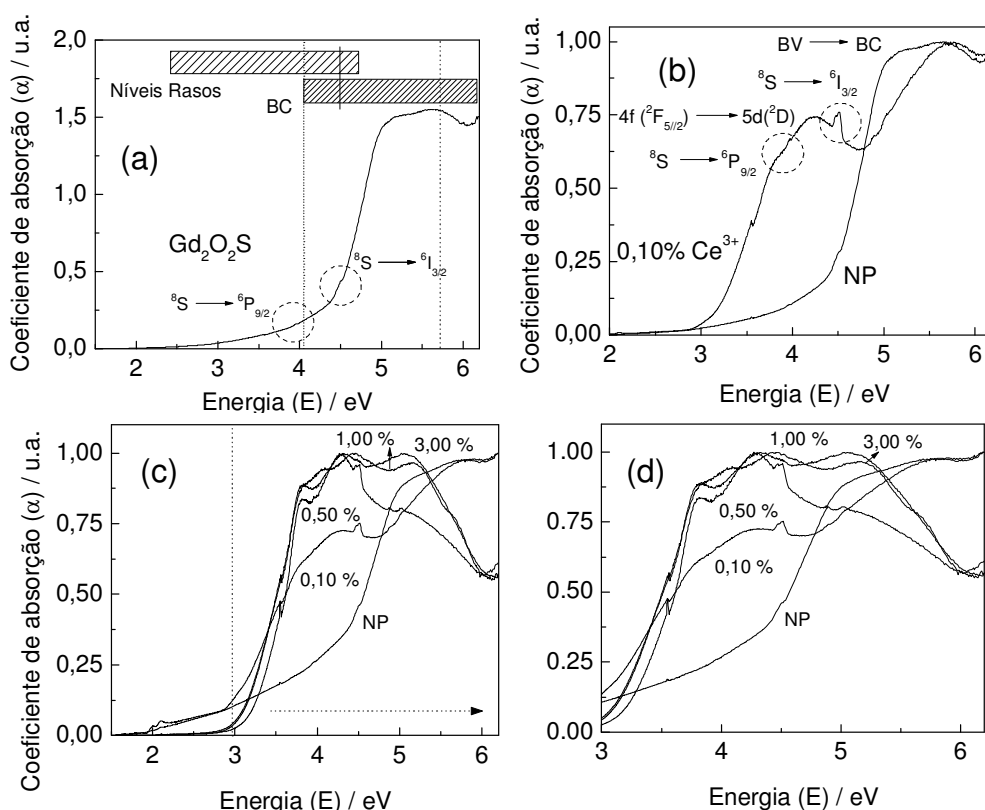 Coeficiente de absorção (α) / u.a.
2,0
1,5
1,0
0,5
0,0
Níveis Rasos
BC
(a)
Gd₂O₂S
⁸S → ⁶I₃/₂
⁸S → ⁶P₉/₂
2 3 4 5 6
Energia (E) / eV
Coeficiente de absorção (α) / u.a.
1,00
0,75
0,50
0,25
0,00
(b)
BV → BC
⁸S → ⁶I₃/₂
4f (²F₅//₂) → 5d(²D)
⁸S → ⁶P₉/₂
0,10% Ce³⁺
NP
2 3 4 5 6
Energia (E) / eV
Coeficiente de absorção (α) / u.a.
1,00
0,75
0,50
0,25
0,00
(c)
1,00 %
3,00 %
0,50 %
0,10 %
NP
2 3 4 5 6
Energia (E) / eV
1.00
0.75
0.50
0.25
0.00
(d)
1,00 %
3,00 %
0,50 %
0,10 %
NP
3 4 5 6
Energia (E) / eV